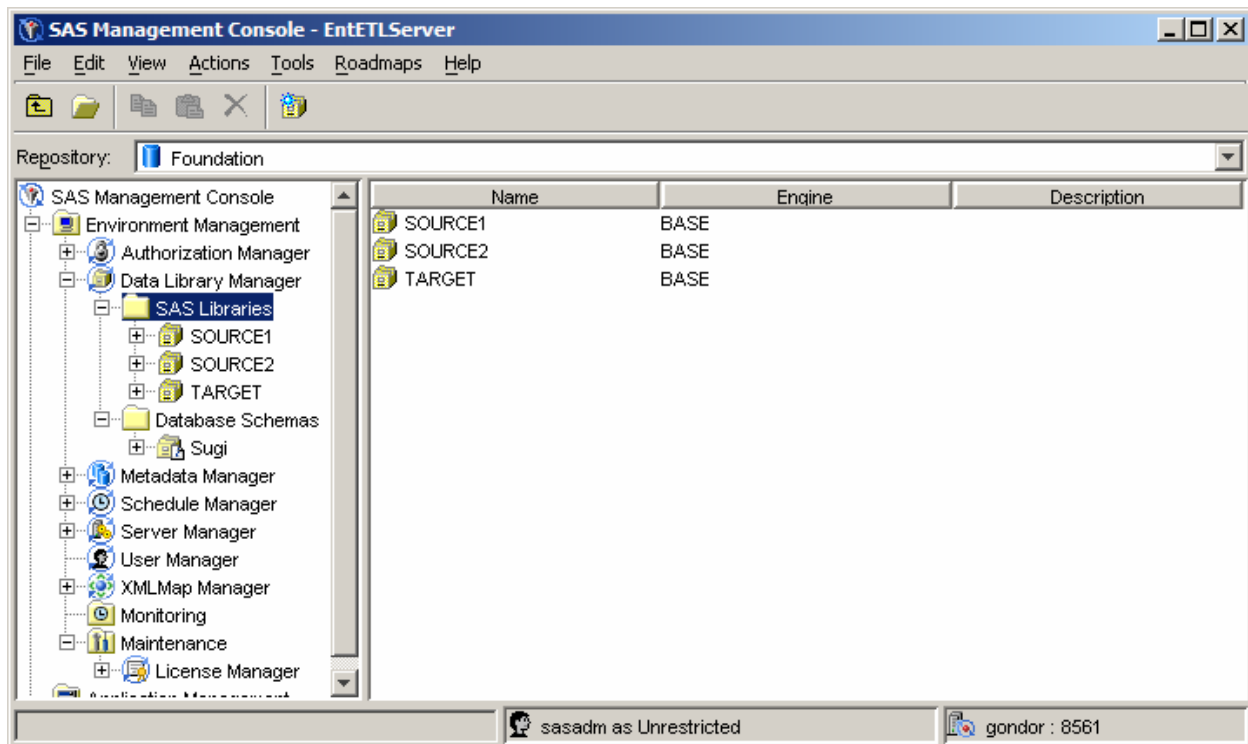 SAS Management Console - EntETLServer
File Edit View Actions Tools Roadmaps Help
Repository: Foundation
SAS Management Console
Environment Management
Authorization Manager
Data Library Manager
SAS Libraries
SOURCE1
SOURCE2
TARGET
Database Schemas
Sugi
Metadata Manager
Schedule Manager
Server Manager
User Manager
XMLMap Manager
Monitoring
Maintenance
License Manager
Application Management
Name Engine Description
SOURCE1 BASE
SOURCE2 BASE
TARGET BASE
sasadm as Unrestricted
gondor : 8561